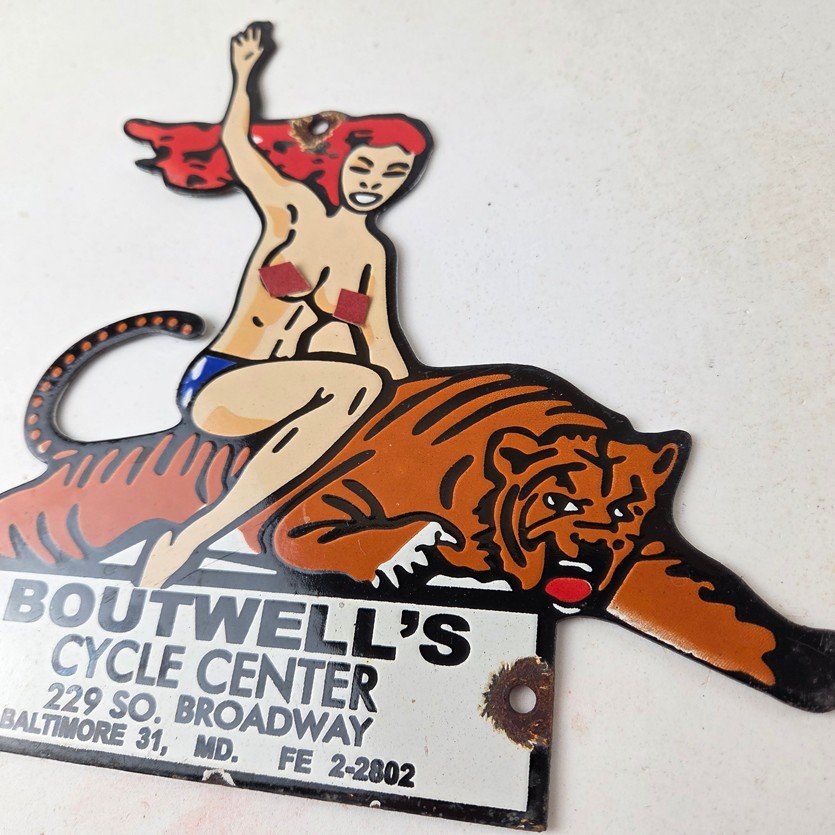 BOUTWELL'S
CYCLE CENTER
229 SO. BROADWAY
BALTIMORE 31, MD. FE 2-2802